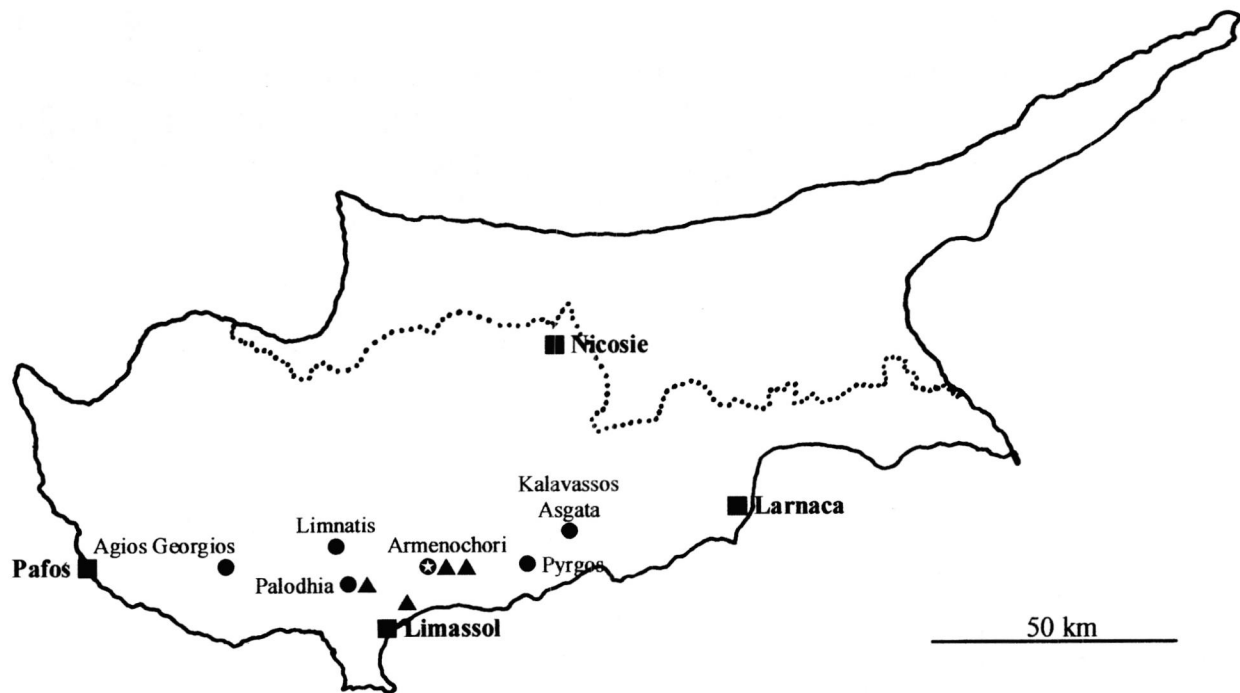 Nicosie
Kalavassos
Asgata
Larnaca
Limnatis
Armenochori
Agios Georgios
Pyrgos
Pafos
Palodhia
Limassol
50 km